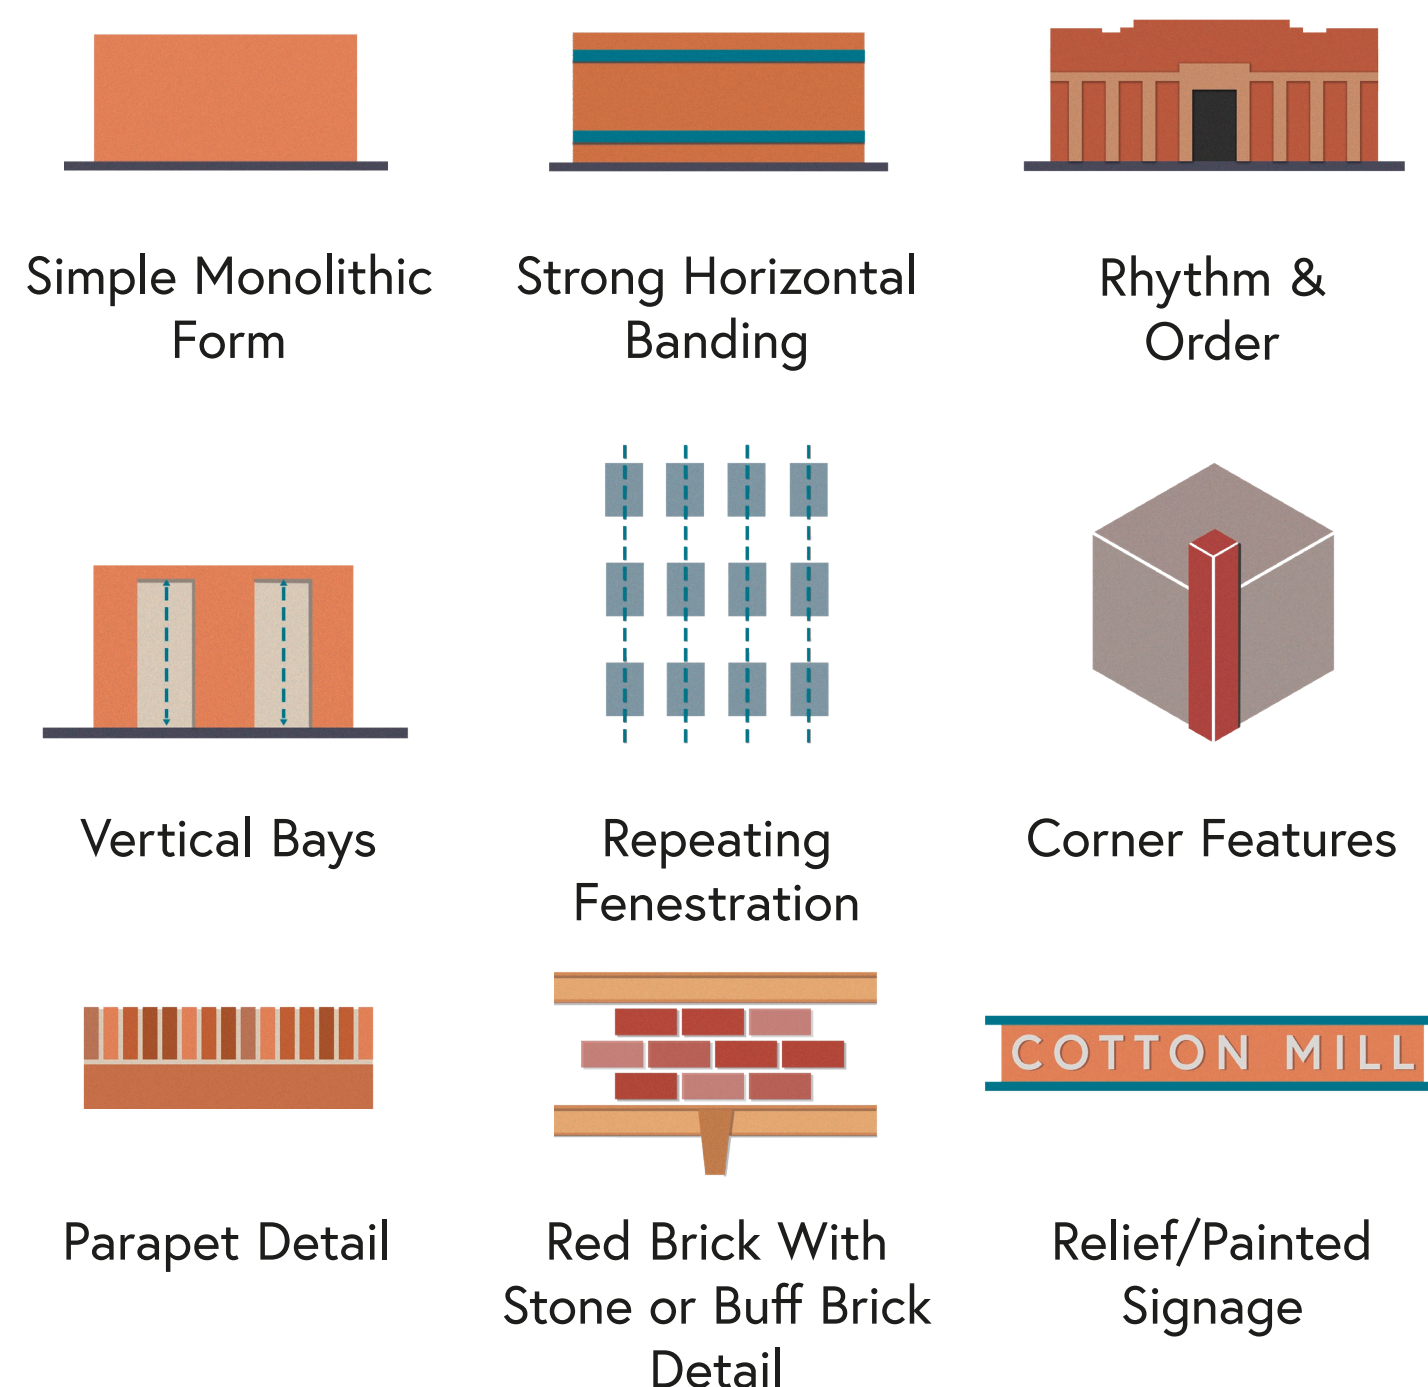 Simple Monolithic
Form
Strong Horizontal
Banding
Rhythm &
Order
Vertical Bays
Repeating
Fenestration
Corner Features
COTTON MILL
Parapet Detail
Red Brick With
Stone or Buff Brick
Detail
Relief/Painted
Signage